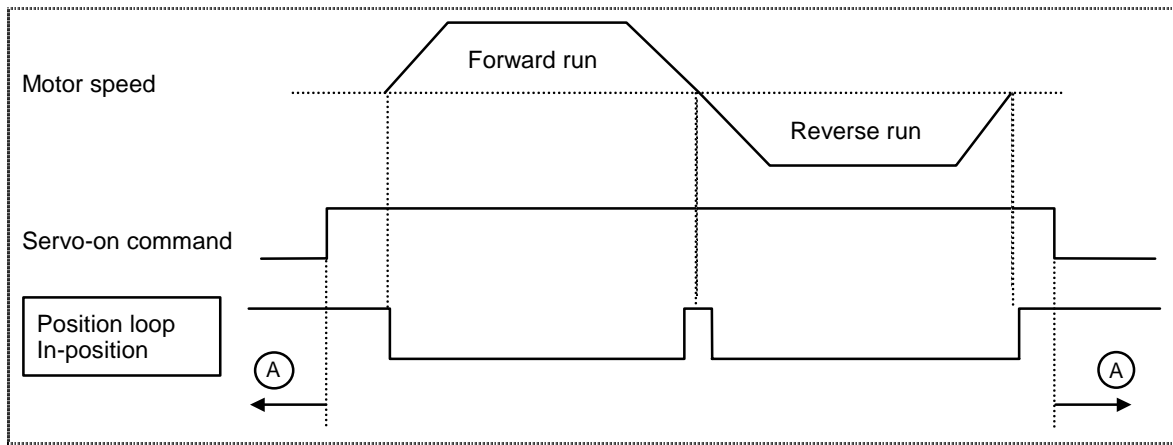 Forward run
Motor speed
Reverse run
Servo-on command
Position loop
In-position
A
A